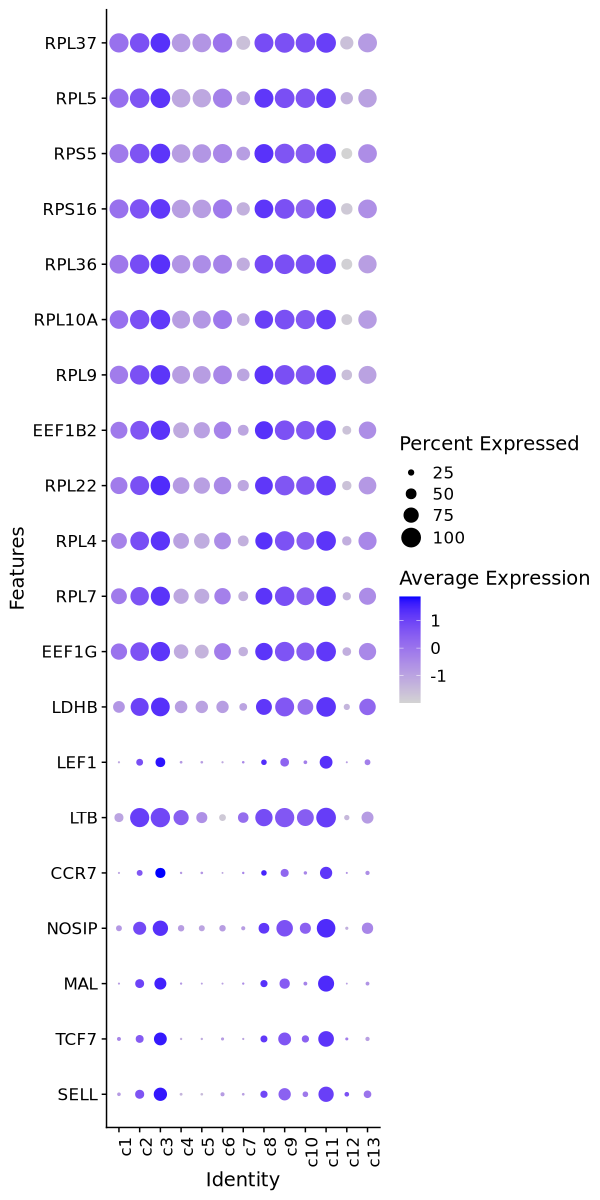 RPL37
RPL5
RPS5
RPS16
RPL36
RPL10A
RPL9
EEF1B2
RPL22
RPL4
RPL7
EEF1G
LDHB
LEF1
LTB
CCR7
NOSIP
MAL
TCF7
SELL
Features
c1 c2 c3 c4 c5 c6 c7 c8 c9 c10 c11 c12 c13
Identity
Percent Expressed
25
50
75
100
Average Expression
1
0
-1